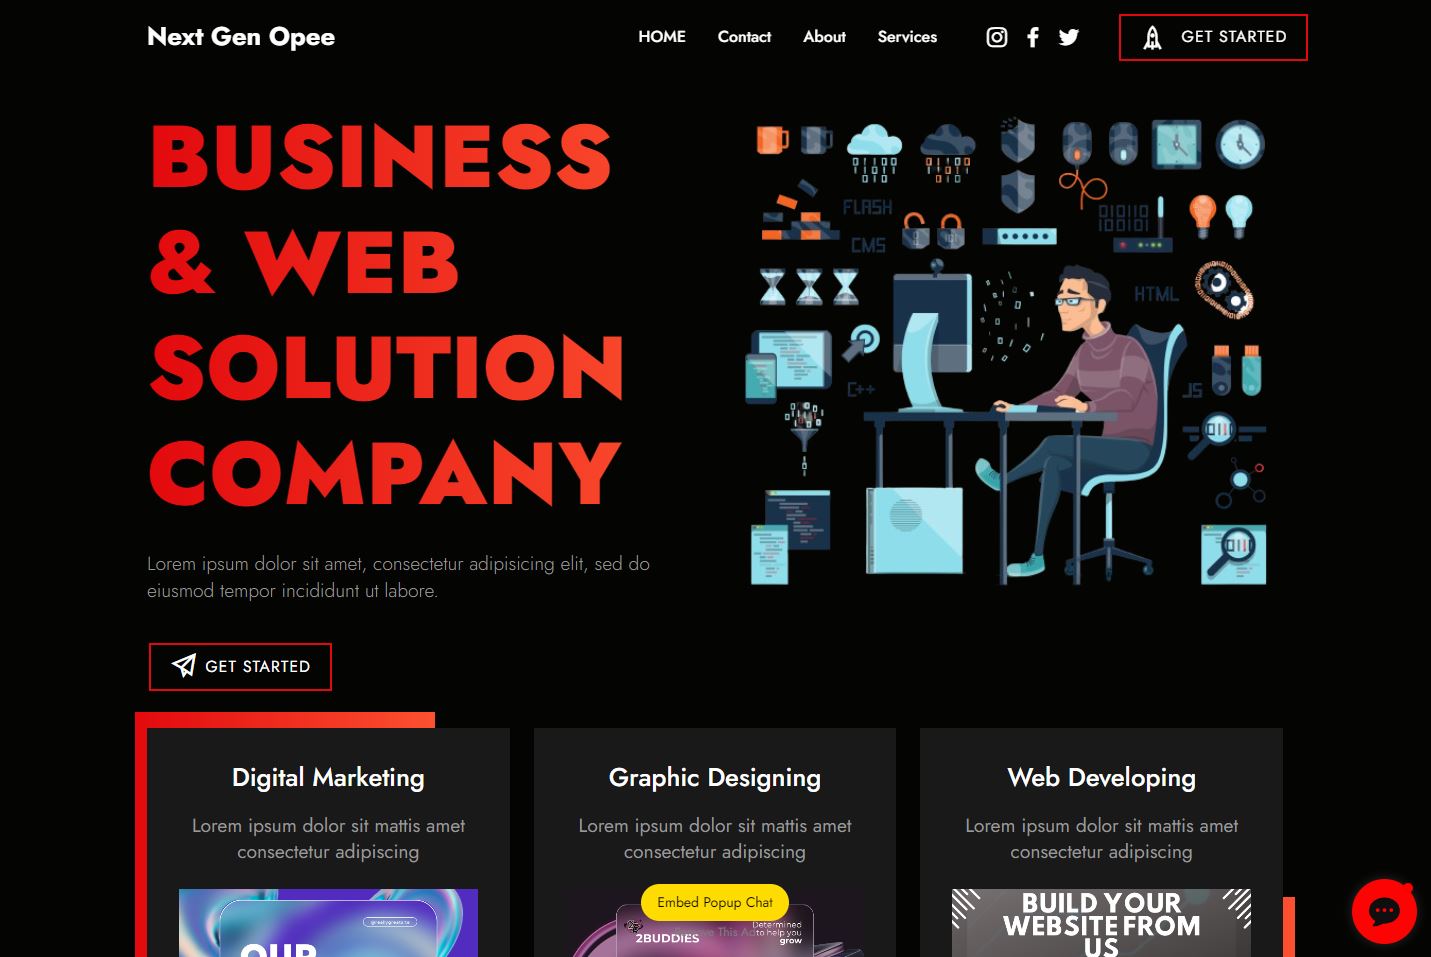 Next Gen Opee
HOME
Contact
About
Services
GET STARTED
BUSINESS
& WEB
SOLUTION
COMPANY
FLASH
CMS
010110
100101
HTML
C++
JS
Lorem ipsum dolor sit amet, consectetur adipisicing elit, sed do
eiusmod tempor incididunt ut labore.
GET STARTED
Digital Marketing
Lorem ipsum dolor sit mattis amet
consectetur adipiscing
Graphic Designing
Lorem ipsum dolor sit mattis amet
consectetur adipiscing
Web Developing
Lorem ipsum dolor sit mattis amet
consectetur adipiscing
@reallygreatsite
OUR
Embed Popup Chat
2BUDDIES
Determined
to help you
grow
BUILD YOUR
WEBSITE FROM
US